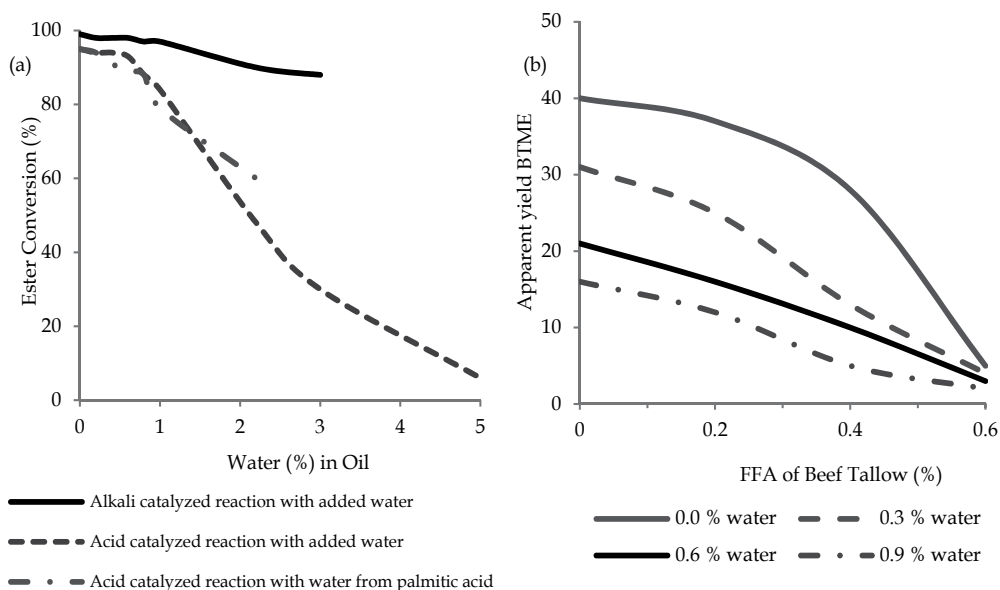 (a)
Ester Conversion (%)
100
80
60
40
20
0
0 1 2 3 4 5
Water (%) in Oil
Alkali catalyzed reaction with added water
Acid catalyzed reaction with added water
Acid catalyzed reaction with water from palmitic acid
(b)
Apparent yield BTME
50
40
30
20
10
0
0 0.2 0.4 0.6
FFA of Beef Tallow (%)
0.0 % water 0.3 % water
0.6 % water 0.9 % water